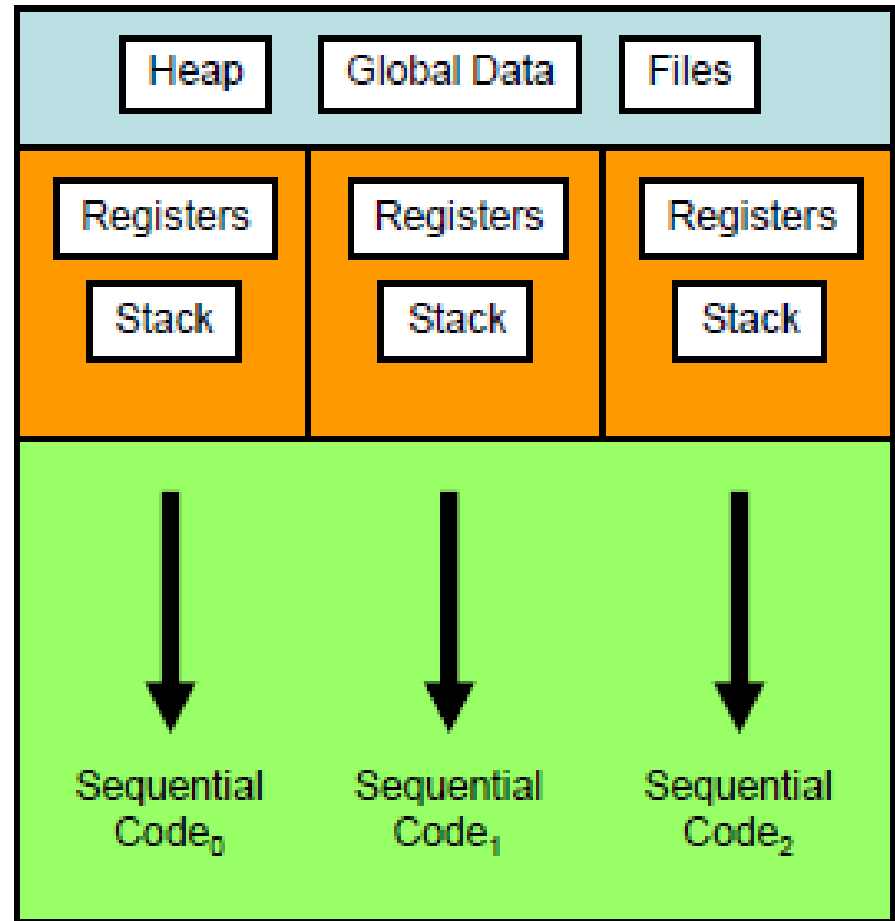 Heap Global Data Files
Registers Registers Registers
Stack Stack Stack
Sequential Sequential Sequential
Code₀ Code₁ Code₂